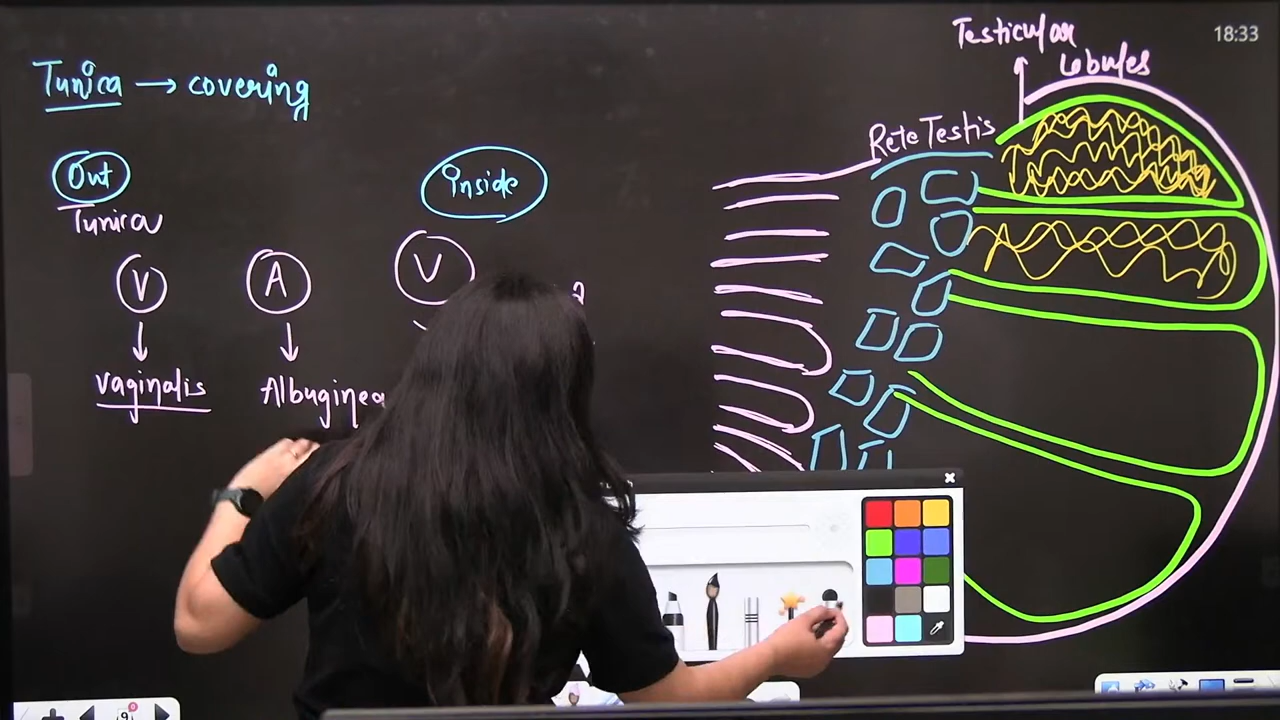 18:33
Testicular
Lobules
Tunica → covering
Rete Testis
Out
inside
Tunica
V
A
V
vaginalis
Albuginea